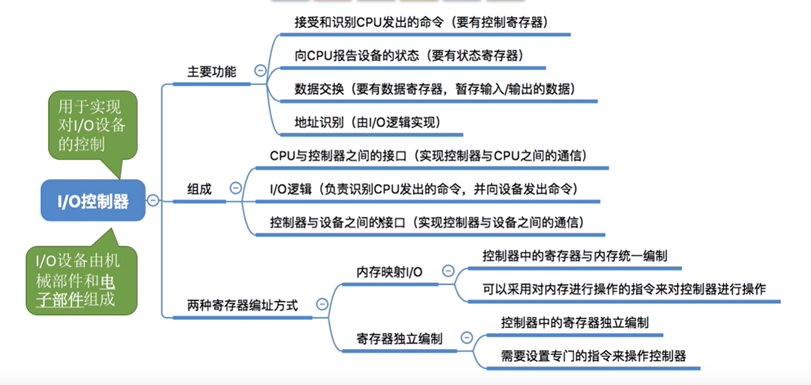 接受和识别CPU发出的命令（要有控制寄存器）
向CPU报告设备的状态（要有状态寄存器）
主要功能
数据交换（要有数据寄存器，暂存输入/输出的数据）
地址识别（由I/O逻辑实现）
用于实现
对I/O设备
的控制
CPU与控制器之间的接口（实现控制器与CPU之间的通信）
组成
I/O逻辑（负责识别CPU发出的命令，并向设备发出命令）
I/O控制器
控制器与设备之间的接口（实现控制器与设备之间的通信）
I/O设备由机
械部件和电
子部件组成
控制器中的寄存器与内存统一编制
内存映射I/O
可以采用对内存进行操作的指令来对控制器进行操作
两种寄存器编址方式
控制器中的寄存器独立编制
寄存器独立编制
需要设置专门的指令来操作控制器